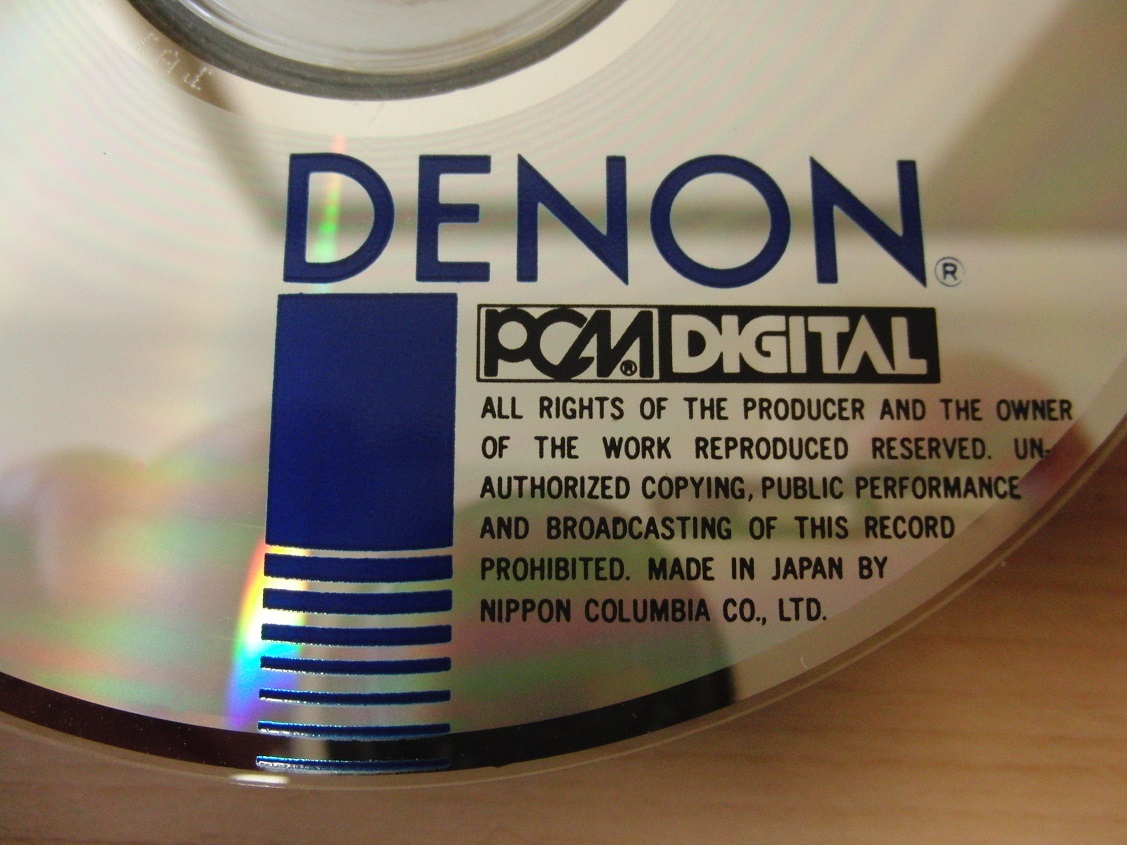 DENON®
PCM® DIGITAL
ALL RIGHTS OF THE PRODUCER AND THE OWNER
OF THE WORK REPRODUCED RESERVED. UN-
AUTHORIZED COPYING, PUBLIC PERFORMANCE
AND BROADCASTING OF THIS RECORD
PROHIBITED. MADE IN JAPAN BY
NIPPON COLUMBIA CO., LTD.